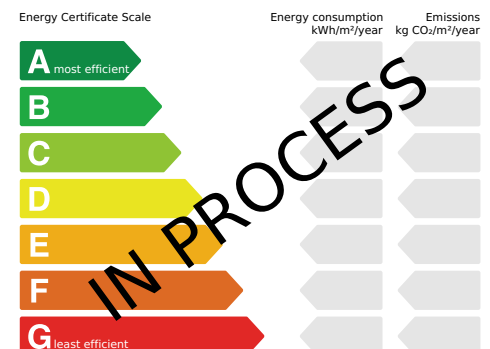 Energy Certificate Scale
Energy consumption
kWh/m²/year
Emissions
kg CO₂/m²/year
A most efficient
B
C
D
E
F
G least efficient
IN PROCESS